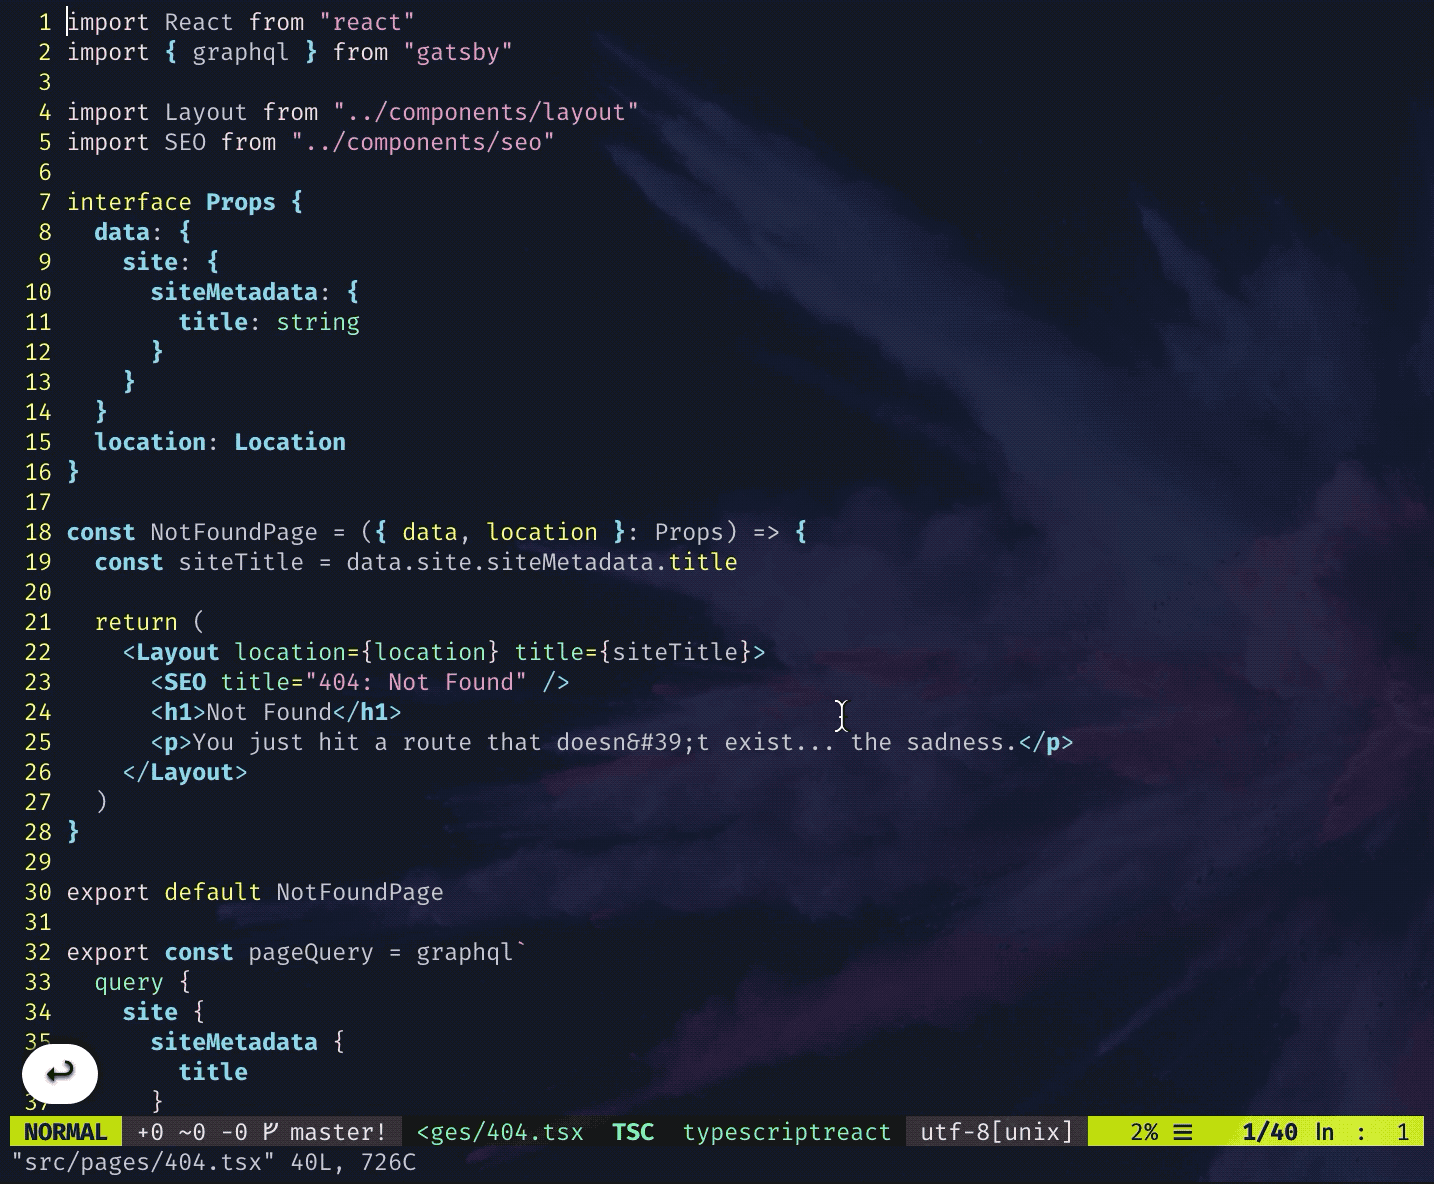 1 import React from "react"
2 import { graphql } from "gatsby"
3
4 import Layout from "../components/layout"
5 import SEO from "../components/seo"
6
7 interface Props {
8   data: {
9     site: {
10       siteMetadata: {
11         title: string
12       }
13     }
14   }
15   location: Location
16 }
17
18 const NotFoundPage = ({ data, location }: Props) => {
19   const siteTitle = data.site.siteMetadata.title
20
21   return (
22     <Layout location={location} title={siteTitle}>
23       <SEO title="404: Not Found" />
24       <h1>Not Found</h1>
25       <p>You just hit a route that doesn&#39;t exist... the sadness.</p>
26     </Layout>
27   )
28 }
29
30 export default NotFoundPage
31
32 export const pageQuery = graphql`
33   query {
34     site {
35       siteMetadata {
        title
37       }
NORMAL +0 ~0 -0 master! <ges/404.tsx TSC typescriptreact utf-8[unix] 2% ☰ 1/40 ln : 1
"src/pages/404.tsx" 40L, 726C